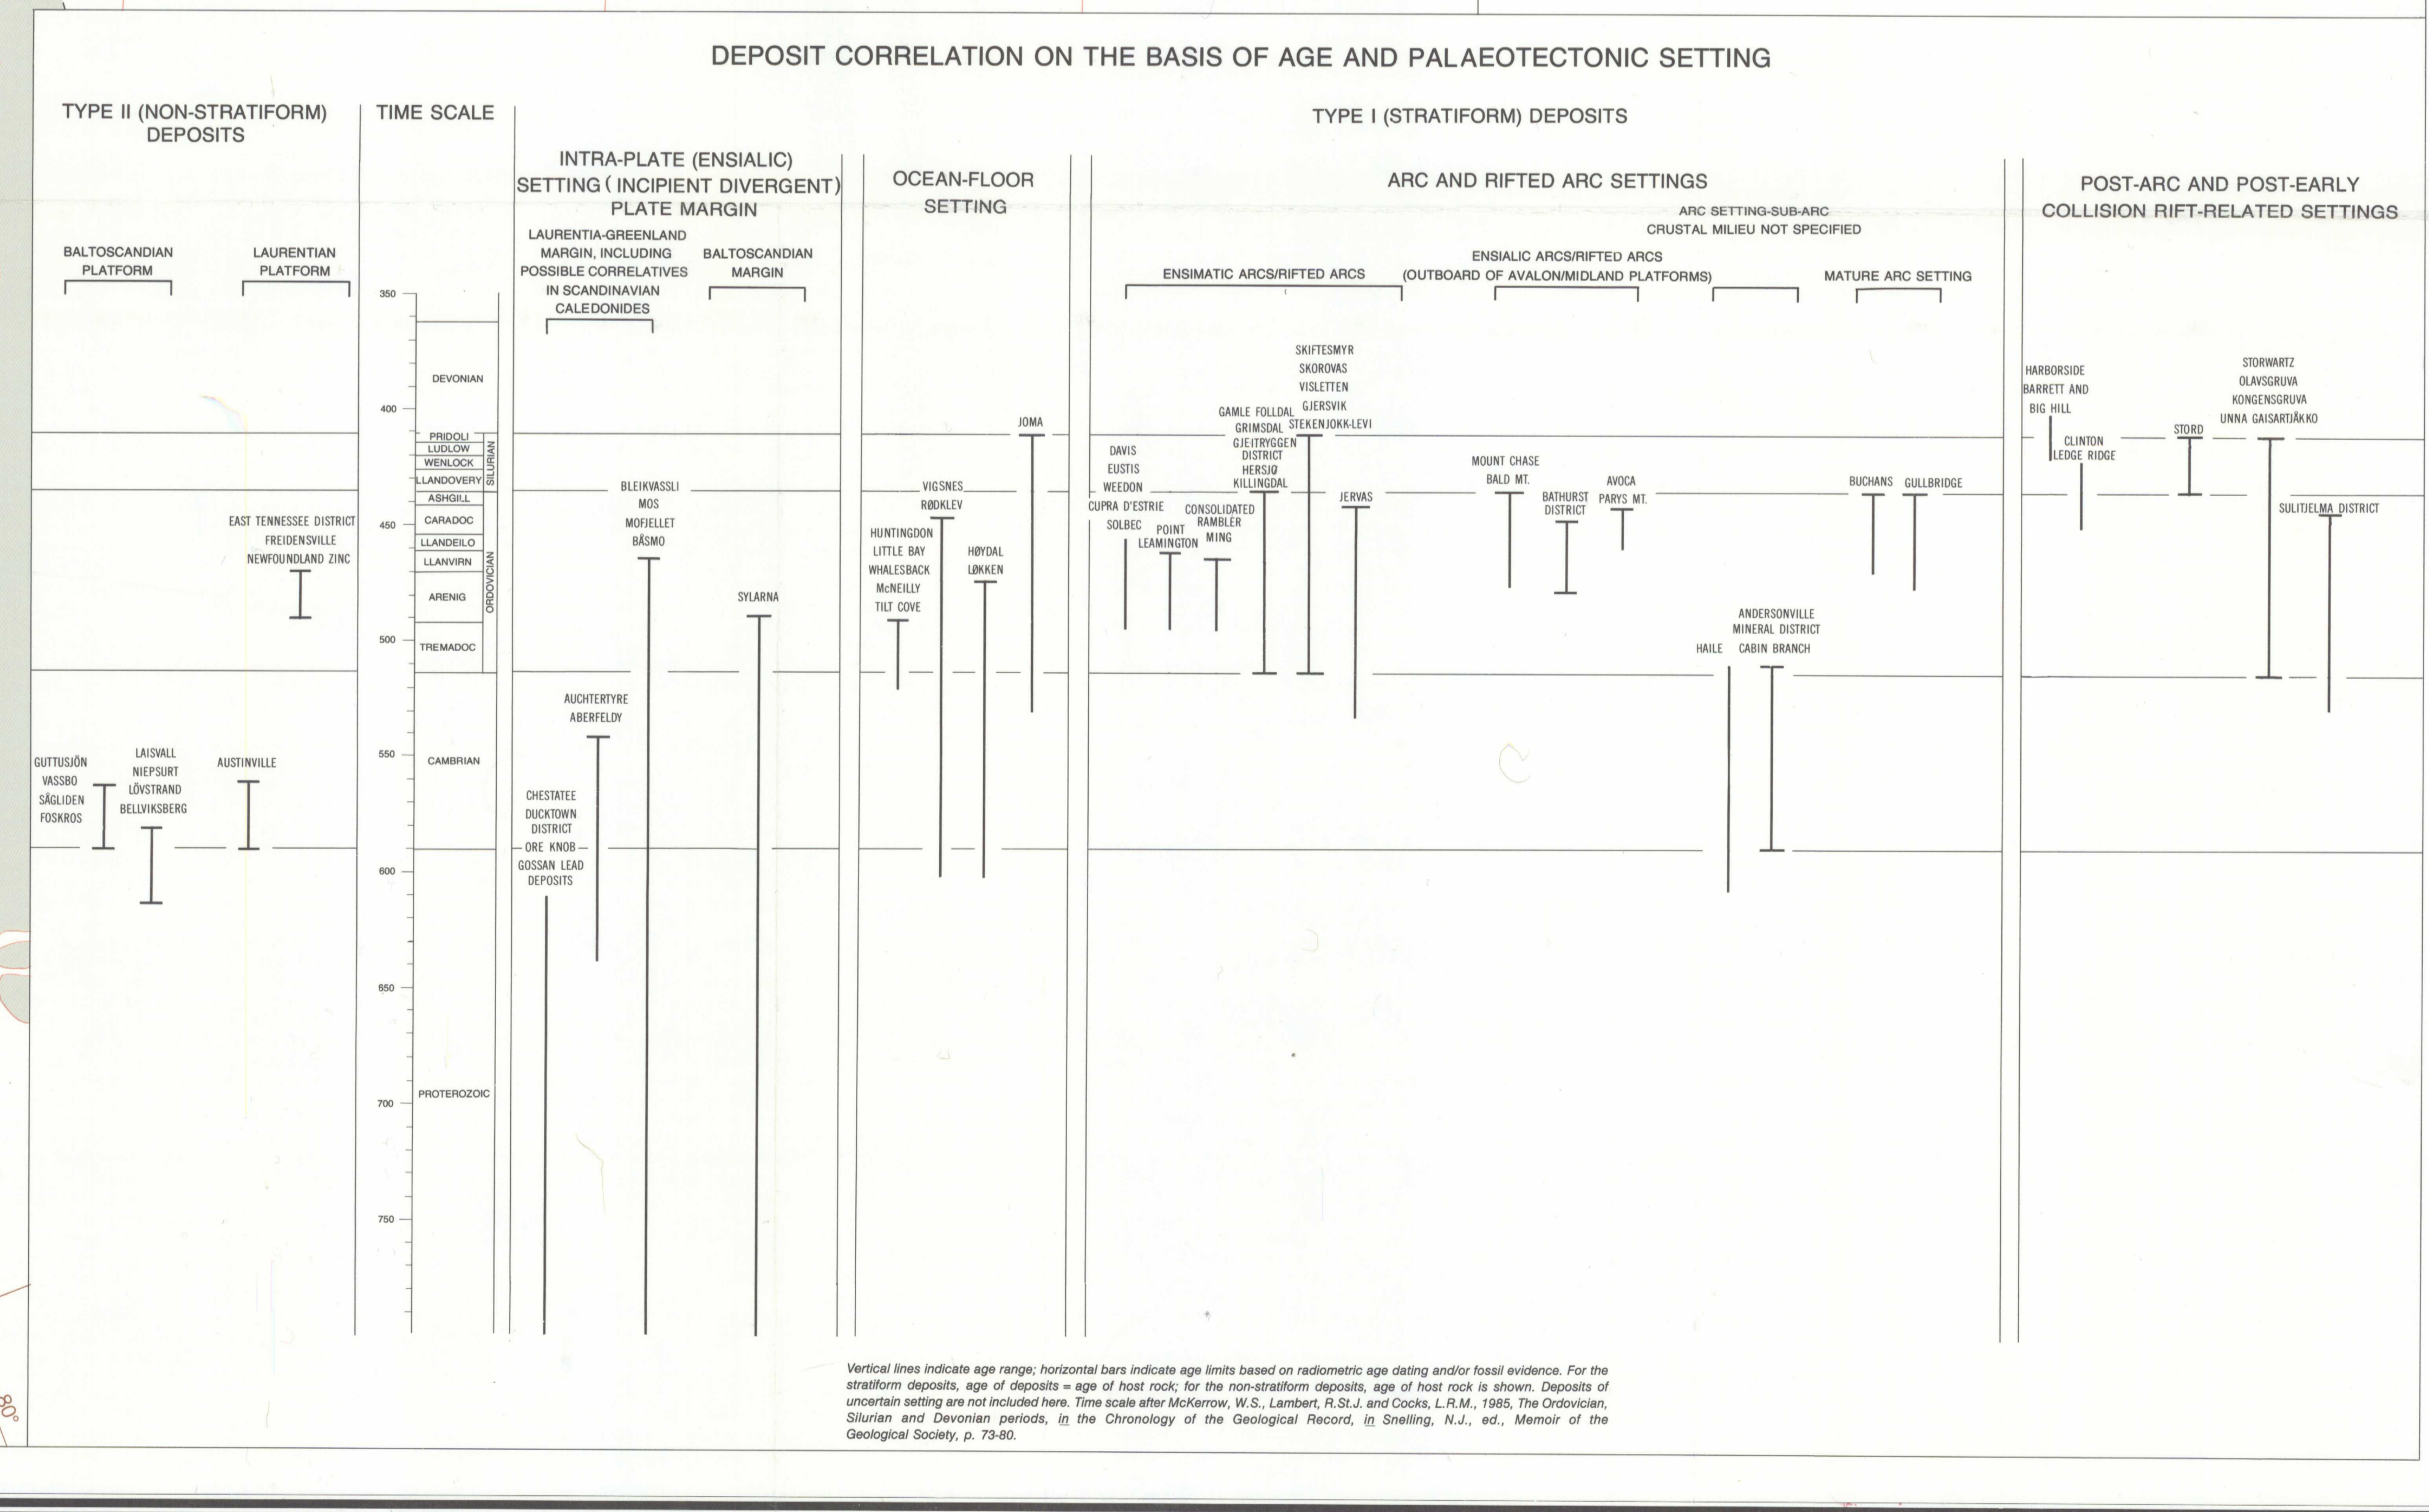 DEPOSIT CORRELATION ON THE BASIS OF AGE AND PALAEOTECTONIC SETTING
TYPE II (NON-STRATIFORM)
DEPOSITS
BALTOSCANDIAN
PLATFORM
LAURENTIAN
PLATFORM
EAST TENNESSEE DISTRICT
FREIDENSVILLE
NEWFOUNDLAND ZINC
GUTTUSJÖN
VASSBO
SÅGLIDEN
FOSKROS
LAISVALL
NIEPSURT
LÖVSTRAND
BELLVIKSBERG
AUSTINVILLE
TIME SCALE
350
400
450
500
550
600
650
700
750
DEVONIAN
PRIDOLI
LUDLOW
WENLOCK
LLANDOVERY
SILURIAN
ASHGILL
CARADOC
LLANDEILO
LLANVIRN
ARENIG
TREMADOC
ORDOVICIAN
CAMBRIAN
PROTEROZOIC
TYPE I (STRATIFORM) DEPOSITS
INTRA-PLATE (ENSIALIC)
SETTING (INCIPIENT DIVERGENT)
PLATE MARGIN
LAURENTIA-GREENLAND
MARGIN, INCLUDING
POSSIBLE CORRELATIVES
IN SCANDINAVIAN
CALEDONIDES
BALTOSCANDIAN
MARGIN
BLEIKVASSLI
MOS
MOFJELLET
BÅSMO
SYLARNA
AUCHTERTYRE
ABERFELDY
CHESTATEE
DUCKTOWN
DISTRICT
ORE KNOB
GOSSAN LEAD
DEPOSITS
OCEAN-FLOOR
SETTING
JOMA
VIGSNES
RØDKLEV
HUNTINGDON
LITTLE BAY
WHALESBACK
McNEILLY
TILT COVE
HØYDAL
LØKKEN
ARC AND RIFTED ARC SETTINGS
ARC SETTING-SUB-ARC
CRUSTAL MILIEU NOT SPECIFIED
ENSIMATIC ARCS/RIFTED ARCS
ENSIALIC ARCS/RIFTED ARCS
(OUTBOARD OF AVALON/MIDLAND PLATFORMS)
MATURE ARC SETTING
SKIFTESMYR
SKOROVAS
VISLETTEN
GJERSVIK
STEKENJOKK-LEVI
GAMLE FOLLDAL
GRIMSDAL
GJEITRYGGEN
DISTRICT
HERSJØ
KILLINGDAL
DAVIS
EUSTIS
WEEDON
CUPRA D'ESTRIE
SOLBEC
POINT
LEAMINGTON
CONSOLIDATED
RAMBLER
MING
JERVAS
MOUNT CHASE
BALD MT.
BATHURST
DISTRICT
AVOCA
PARYS MT.
HAILE
ANDERSONVILLE
MINERAL DISTRICT
CABIN BRANCH
BUCHANS
GULLBRIDGE
POST-ARC AND POST-EARLY
COLLISION RIFT-RELATED SETTINGS
HARBORSIDE
BARRETT AND
BIG HILL
CLINTON
LEDGE RIDGE
STORD
STORWARTZ
OLAVSGRUVA
KONGENSGRUVA
UNNA GAISARTJÅKKO
SULITJELMA DISTRICT
Vertical lines indicate age range; horizontal bars indicate age limits based on radiometric age dating and/or fossil evidence. For the
stratiform deposits, age of deposits = age of host rock; for the non-stratiform deposits, age of host rock is shown. Deposits of
uncertain setting are not included here. Time scale after McKerrow, W.S., Lambert, R.St.J. and Cocks, L.R.M., 1985, The Ordovician,
Silurian and Devonian periods, in the Chronology of the Geological Record, in Snelling, N.J., ed., Memoir of the
Geological Society, p. 73-80.
80°